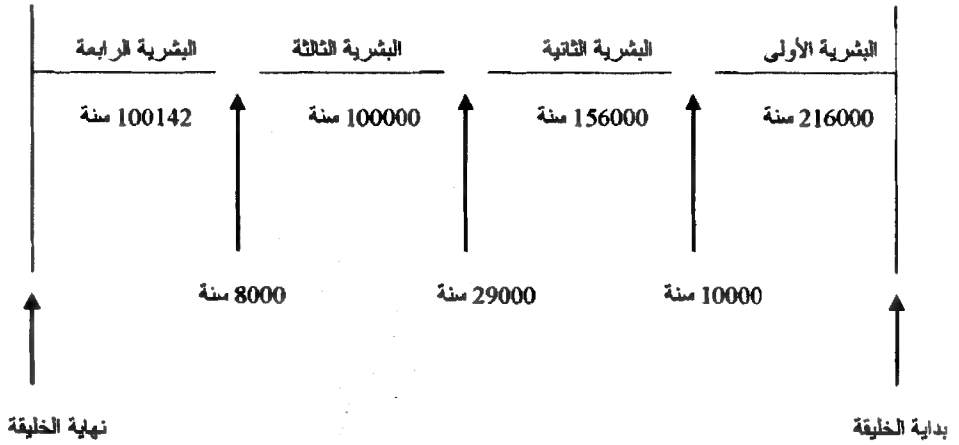 البشرية الأولى
البشرية الثانية
البشرية الثالثة
البشرية الرابعة
216000 سنة
156000 سنة
100000 سنة
100142 سنة
10000 سنة
29000 سنة
8000 سنة
بداية الخليقة
نهاية الخليقة